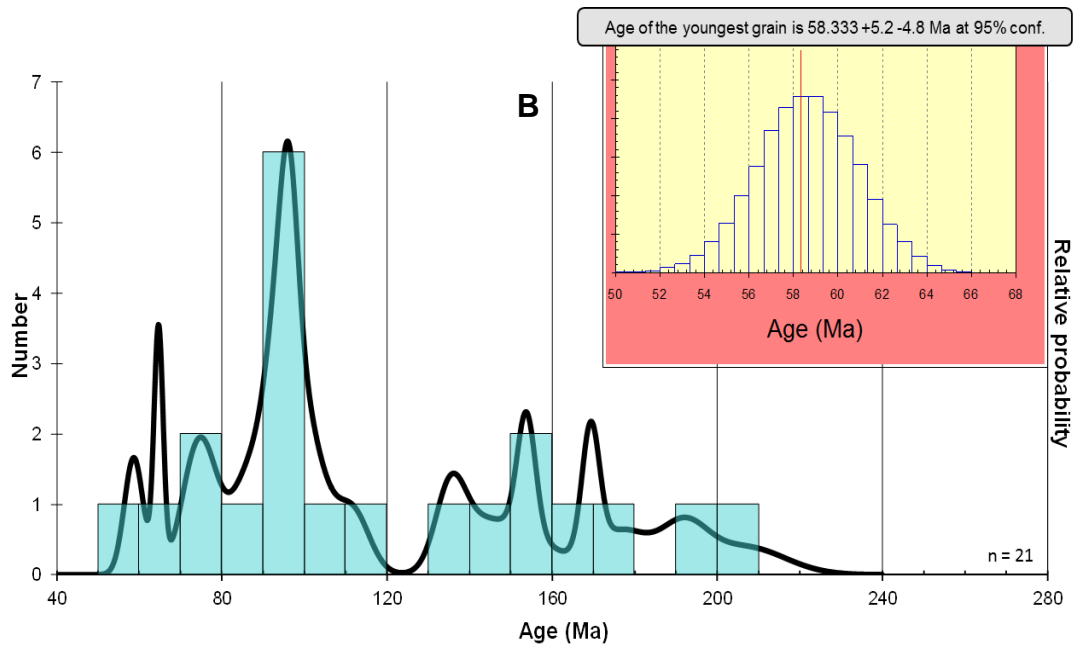 Age of the youngest grain is 58.333 +5.2 -4.8 Ma at 95% conf.
B
50 52 54 56 58 60 62 64 66 68
Age (Ma)
7
6
5
4
3
2
1
0
Number
Relative probability
n = 21
40 80 120 160 200 240 280
Age (Ma)